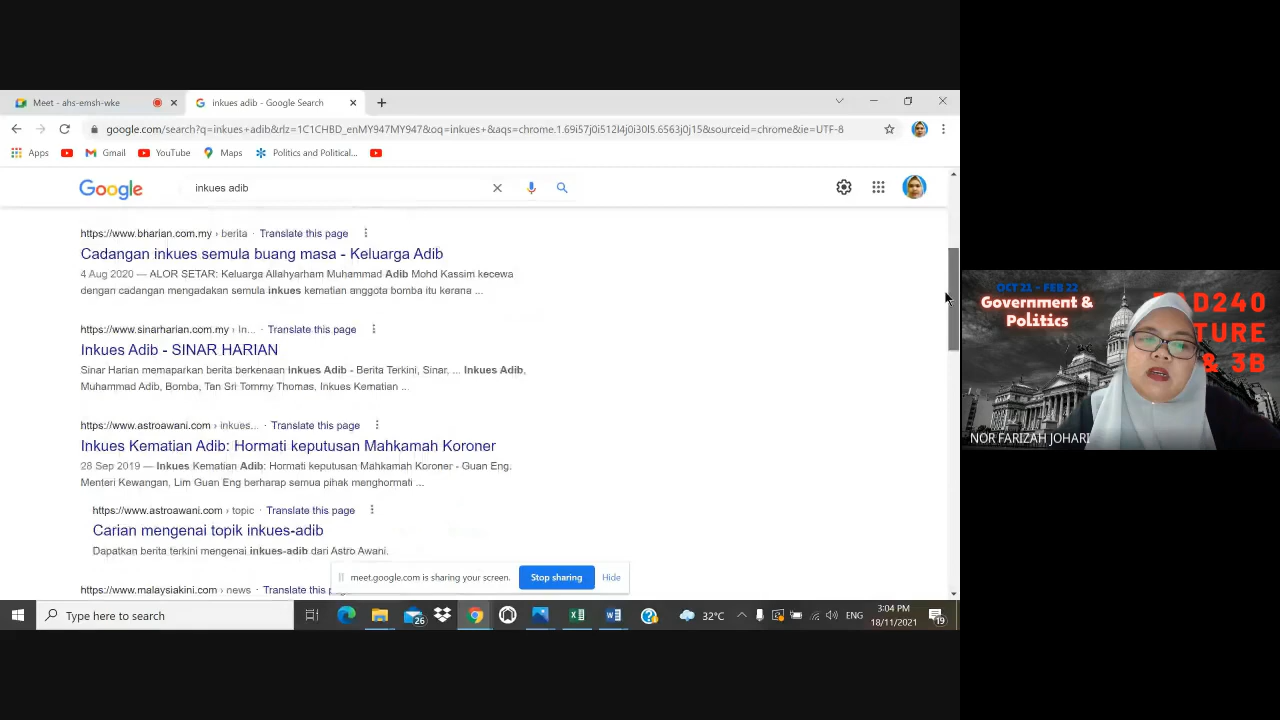 Meet - ahs-emsh-wke
inkues adib - Google Search
google.com/search?q=inkues+adib&rlz=1C1CHBD_enMY947MY947&oq=inkues+&aqs=chrome.1.69i57j0i512l4j0i30l5.6563j0j15&sourceid=chrome&ie=UTF-8
Apps Gmail YouTube Maps Politics and Political...
Google inkues adib
https://www.bharian.com.my › berita · Translate this page
Cadangan inkues semula buang masa - Keluarga Adib
4 Aug 2020 — ALOR SETAR: Keluarga Allahyarham Muhammad Adib Mohd Kassim kecewa
dengan cadangan mengadakan semula inkues kematian anggota bomba itu kerana ...
https://www.sinarharian.com.my › In... · Translate this page
Inkues Adib - SINAR HARIAN
Sinar Harian memaparkan berita berkenaan Inkues Adib - Berita Terkini, Sinar, ... Inkues Adib,
Muhammad Adib, Bomba, Tan Sri Tommy Thomas, Inkues Kematian ...
https://www.astroawani.com › inkues... · Translate this page
Inkues Kematian Adib: Hormati keputusan Mahkamah Koroner
28 Sep 2019 — Inkues Kematian Adib: Hormati keputusan Mahkamah Koroner - Guan Eng.
Menteri Kewangan, Lim Guan Eng berharap semua pihak menghormati ...
https://www.astroawani.com › topic · Translate this page
Carian mengenai topik inkues-adib
Dapatkan berita terkini mengenai inkues-adib dari Astro Awani.
https://www.malaysiakini.com › news · Translate this
meet.google.com is sharing your screen. Stop sharing Hide
Type here to search
26
32°C
ENG
3:04 PM
18/11/2021
19
OCT 21 - FEB 22
Government &
Politics
AD240
TURE
& 3B
NOR FARIZAH JOHARI